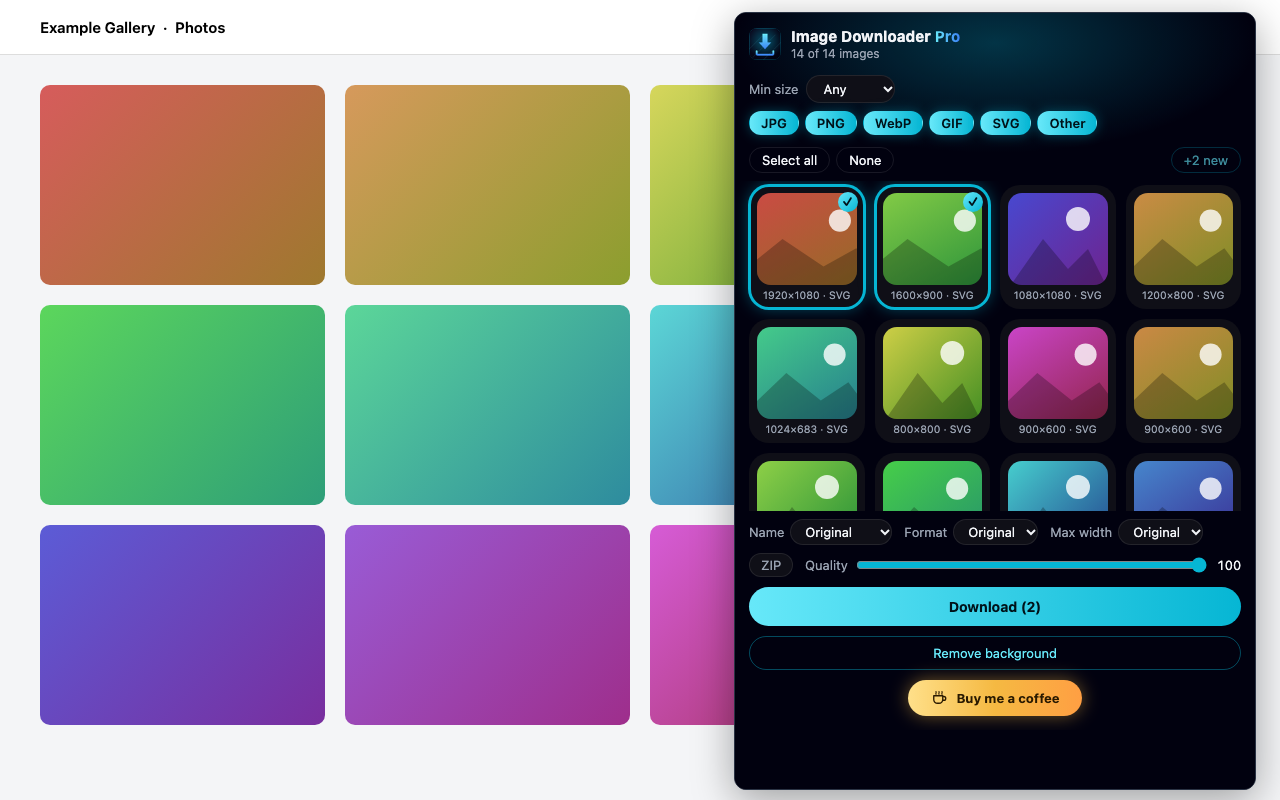 Example Gallery · Photos
Image Downloader Pro
14 of 14 images
Min size Any
JPG PNG WebP GIF SVG Other
Select all None +2 new
1920×1080 · SVG 1600×900 · SVG 1080×1080 · SVG 1200×800 · SVG
1024×683 · SVG 800×800 · SVG 900×600 · SVG 900×600 · SVG
Name Original Format Original Max width Original
ZIP Quality 100
Download (2)
Remove background
Buy me a coffee